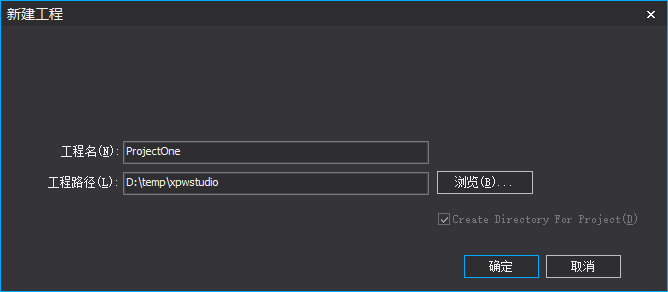 新建工程
工程名(N): ProjectOne
工程路径(L): D:\temp\xpwstudio 浏览(B)...
Create Directory For Project(D)
确定 取消